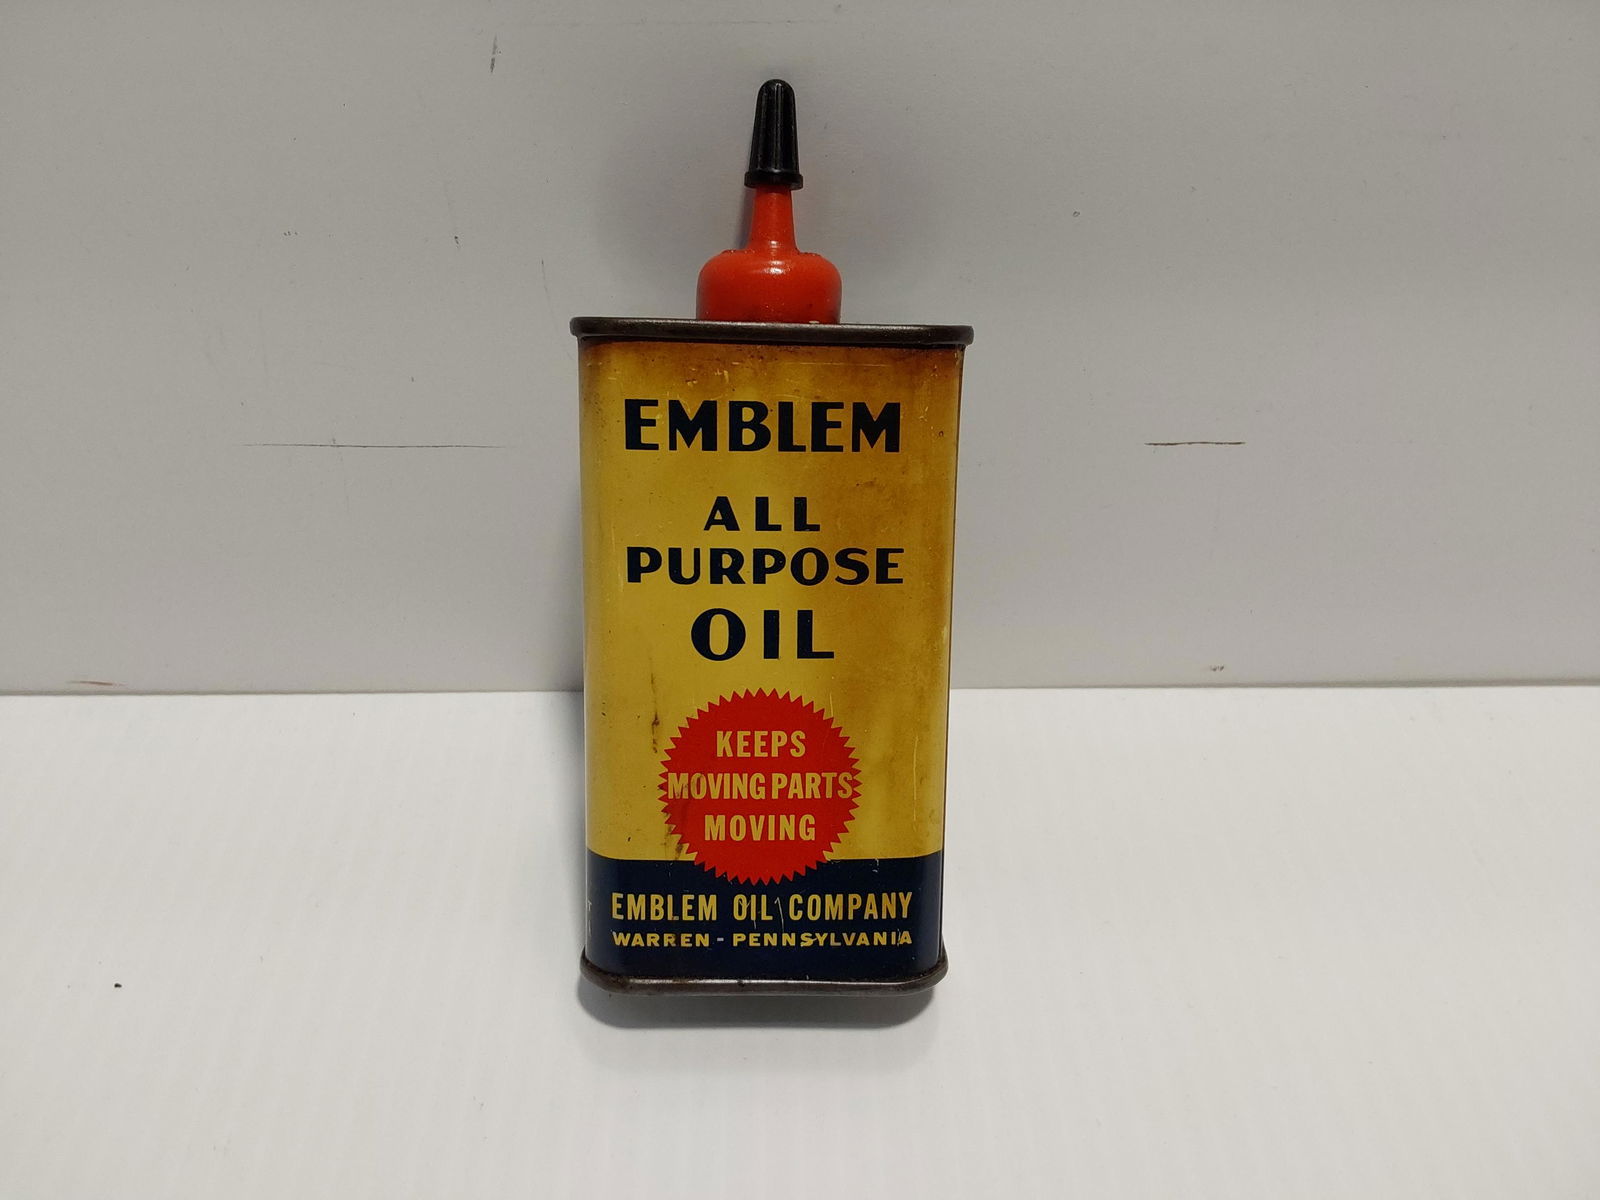 EMBLEM
ALL
PURPOSE
OIL
KEEPS
MOVING PARTS
MOVING
EMBLEM OIL COMPANY
WARREN - PENNSYLVANIA